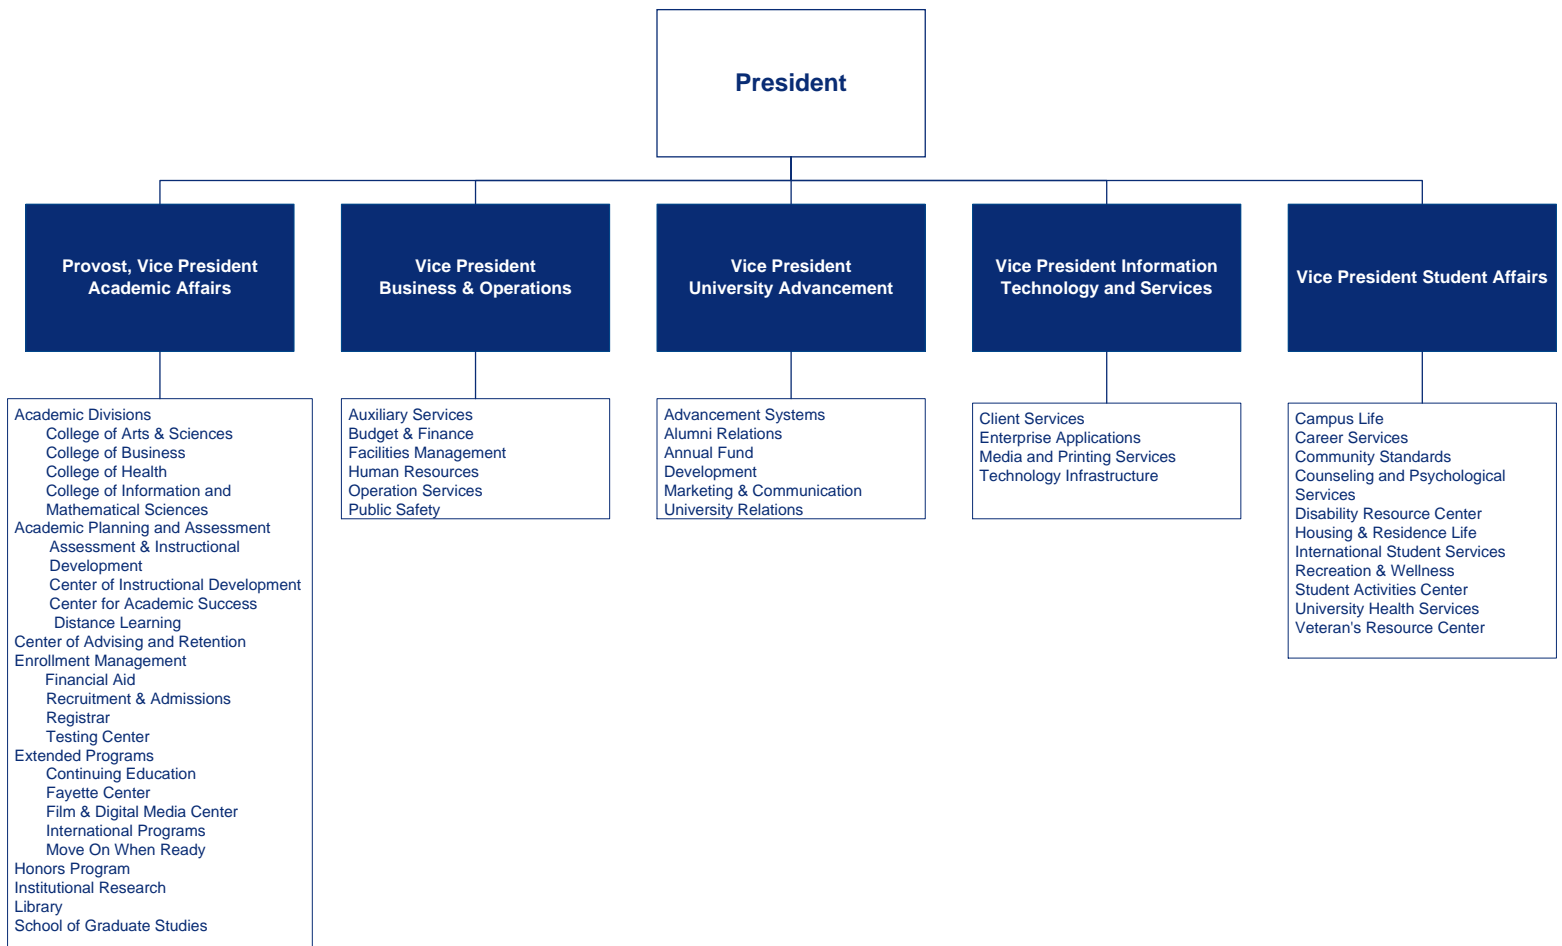 President
Provost, Vice President
Academic Affairs
Vice President
Business & Operations
Vice President
University Advancement
Vice President Information
Technology and Services
Vice President Student Affairs
Academic Divisions
College of Arts & Sciences
College of Business
College of Health
College of Information and
Mathematical Sciences
Academic Planning and Assessment
Assessment & Instructional
Development
Center of Instructional Development
Center for Academic Success
Distance Learning
Center of Advising and Retention
Enrollment Management
Financial Aid
Recruitment & Admissions
Registrar
Testing Center
Extended Programs
Continuing Education
Fayette Center
Film & Digital Media Center
International Programs
Move On When Ready
Honors Program
Institutional Research
Library
School of Graduate Studies
Auxiliary Services
Budget & Finance
Facilities Management
Human Resources
Operation Services
Public Safety
Advancement Systems
Alumni Relations
Annual Fund
Development
Marketing & Communication
University Relations
Client Services
Enterprise Applications
Media and Printing Services
Technology Infrastructure
Campus Life
Career Services
Community Standards
Counseling and Psychological
Services
Disability Resource Center
Housing & Residence Life
International Student Services
Recreation & Wellness
Student Activities Center
University Health Services
Veteran's Resource Center